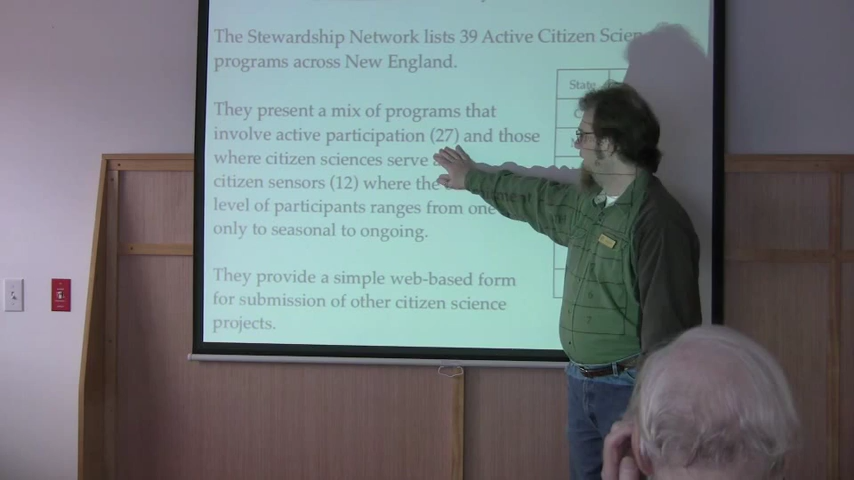 The Stewardship Network lists 39 Active Citizen
programs across New England.
They present a mix of programs that
involve active participation (27) and those
where citizen sciences serve
citizen sensors (12) where the
level of participants ranges from one
only to seasonal to ongoing.
They provide a simple web-based form
for submission of other citizen science
projects.
State